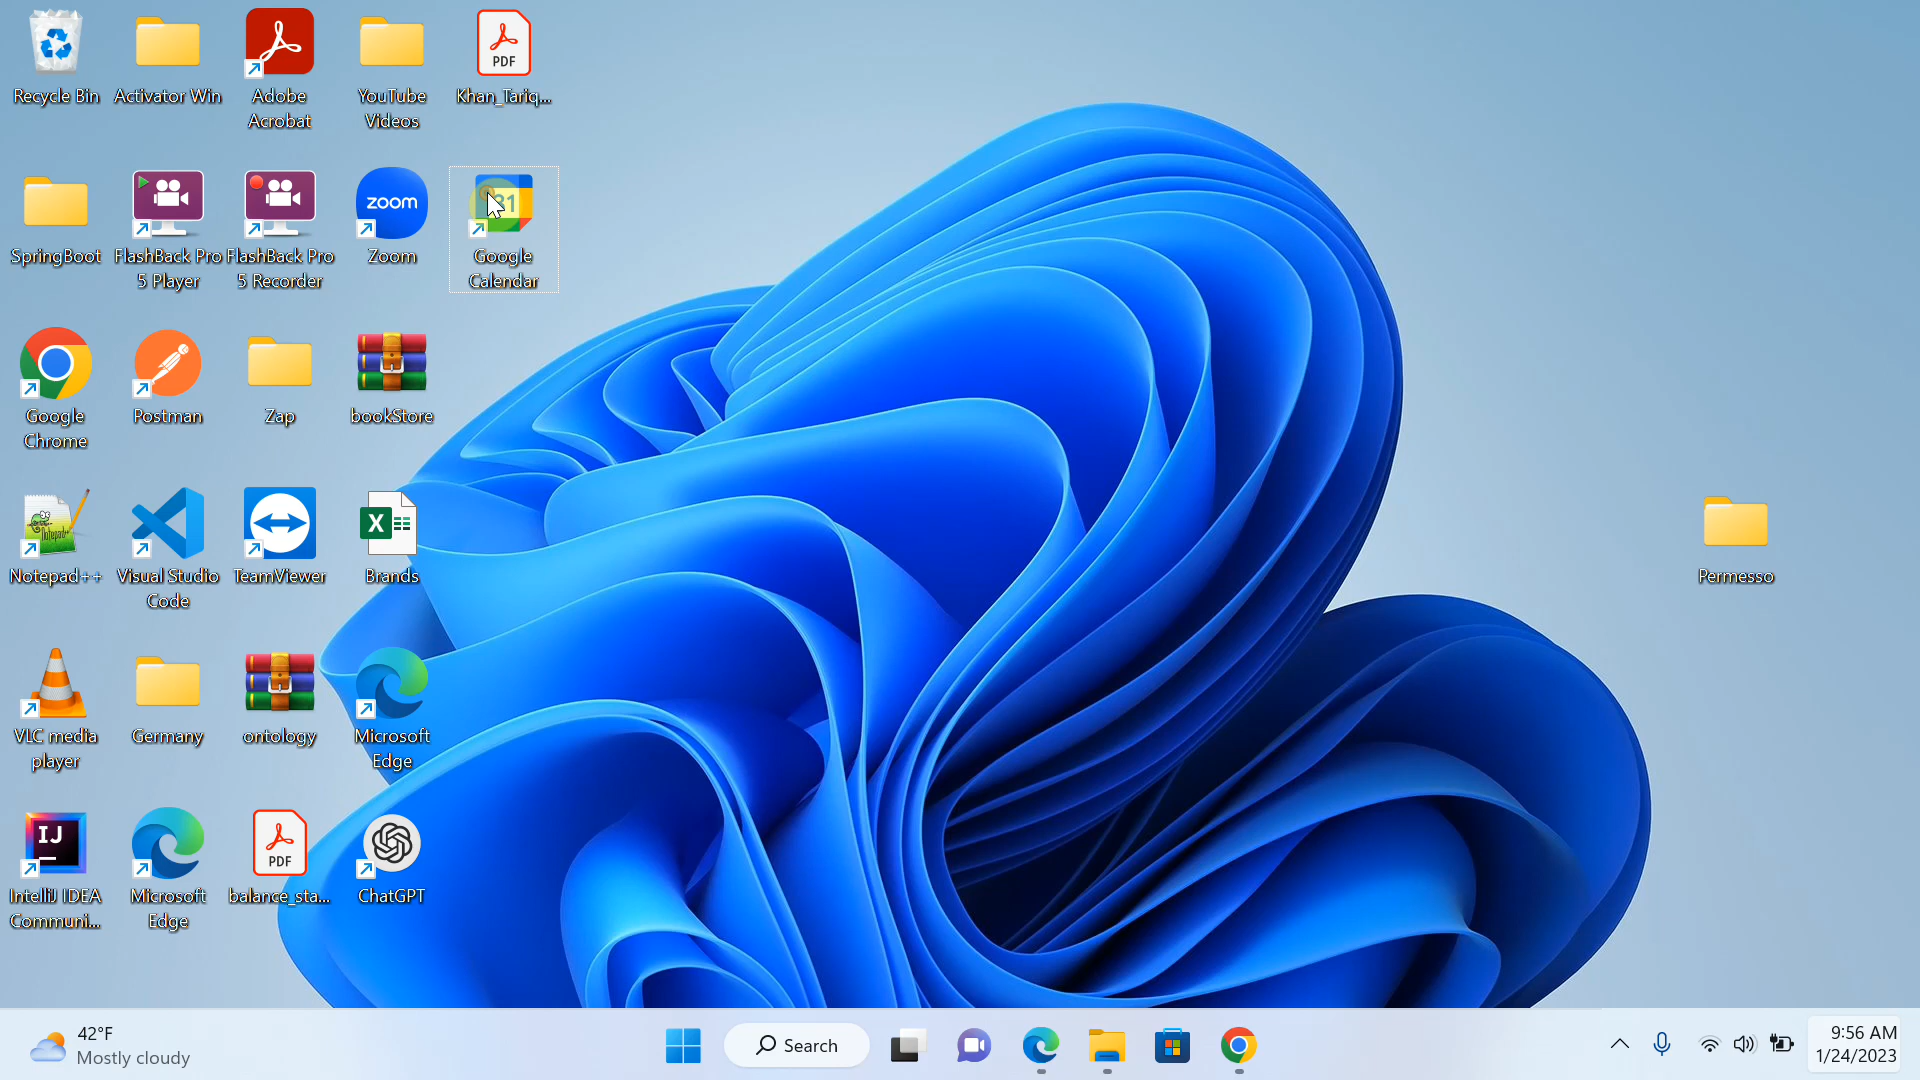 Recycle Bin
Activator Win
Adobe
Acrobat
YouTube
Videos
PDF
Khan_Tariq...
SpringBoot
FlashBack Pro
5 Player
FlashBack Pro
5 Recorder
zoom
Zoom
31
Google
Calendar
Google
Chrome
Postman
Zap
bookStore
Notepad++
Visual Studio
Code
TeamViewer
X
Brands
Permesso
VLC media
player
Germany
ontology
Microsoft
Edge
IJ
IntelliJ IDEA
Communi...
Microsoft
Edge
PDF
balance_sta...
ChatGPT
42°F
Mostly cloudy
Search
9:56 AM
1/24/2023